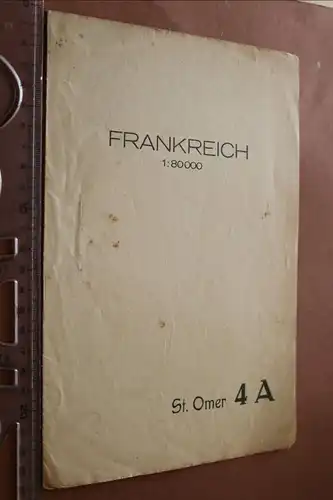 FRANKREICH
1:80000
St. Omer 4 A